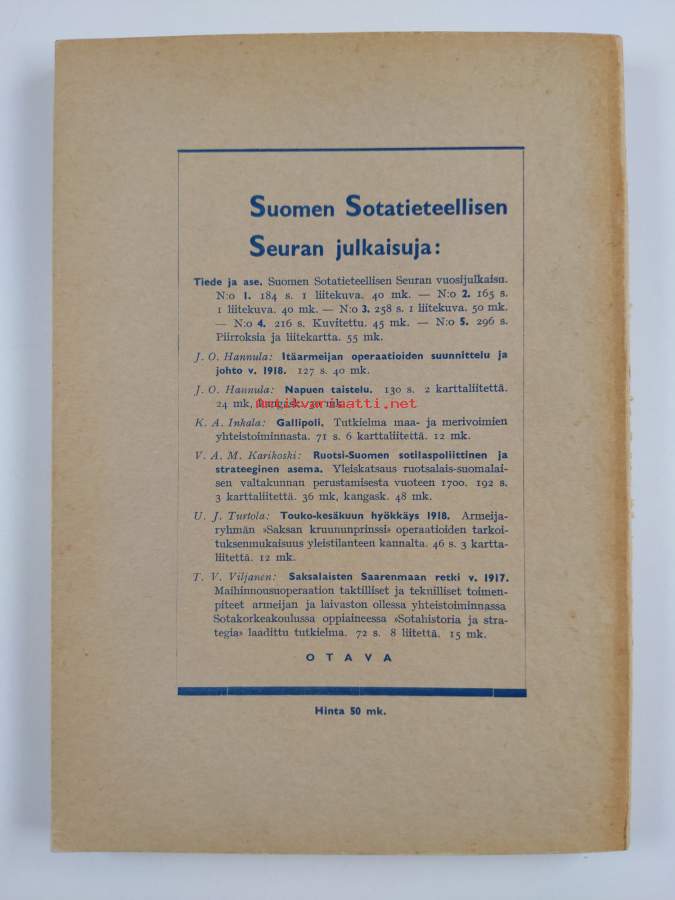 Suomen Sotatieteellisen
Seuran julkaisuja:
Tiede ja ase. Suomen Sotatieteellisen Seuran vuosijulkaisu.
N:o 1. 184 s. 1 liitekuva. 40 mk. — N:o 2. 165 s.
1 liitekuva. 40 mk. — N:o 3. 258 s. 1 liitekuva. 50 mk.
— N:o 4. 216 s. Kuvitettu. 45 mk. — N:o 5. 296 s.
Piirroksia ja liitekartta. 55 mk.
J. O. Hannula: Itäarmeijan operaatioiden suunnittelu ja
johto v. 1918. 127 s. 40 mk.
J. O. Hannula: Napuen taistelu. 130 s. 2 karttaliitettä.
24 mk, kangask. mk.
antikvariaatti.net
K. A. Inkala: Gallipoli. Tutkielma maa- ja merivoimien
yhteistoiminnasta. 71 s. 6 karttaliitettä. 12 mk.
V. A. M. Karikoski: Ruotsi-Suomen sotilaspoliittinen ja
strateeginen asema. Yleiskatsaus ruotsalais-suomalai-
sen valtakunnan perustamisesta vuoteen 1700. 192 s.
3 karttaliitettä. 36 mk, kangask. 48 mk.
U. J. Turtola: Touko-kesäkuun hyökkäys 1918. Armeija-
ryhmän »Saksan kruununprinssi» operaatioiden tarkoi-
tuksenmukaisuus yleistilanteen kannalta. 46 s. 3 kartta-
liitettä. 12 mk.
T. V. Viljanen: Saksalaisten Saarenmaan retki v. 1917.
Maihinnousuoperaation taktilliset ja teknilliset toimen-
piteet armeijan ja laivaston ollessa yhteistoiminnassa
Sotakorkeakoulussa oppiaineessa »Sotahistoria ja stra-
tegia» laadittu tutkielma. 72 s. 8 liitettä. 15 mk.
OTAVA
Hinta 50 mk.